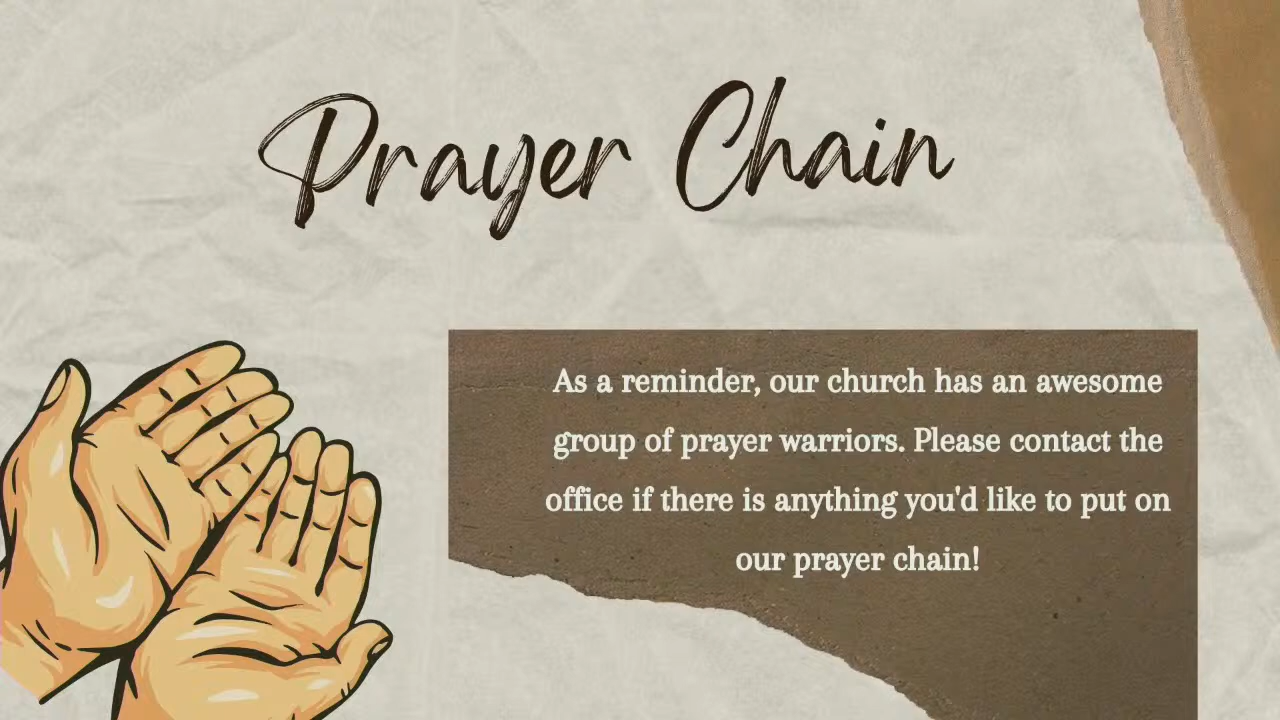 Prayer Chain
As a reminder, our church has an awesome
group of prayer warriors. Please contact the
office if there is anything you'd like to put on
our prayer chain!